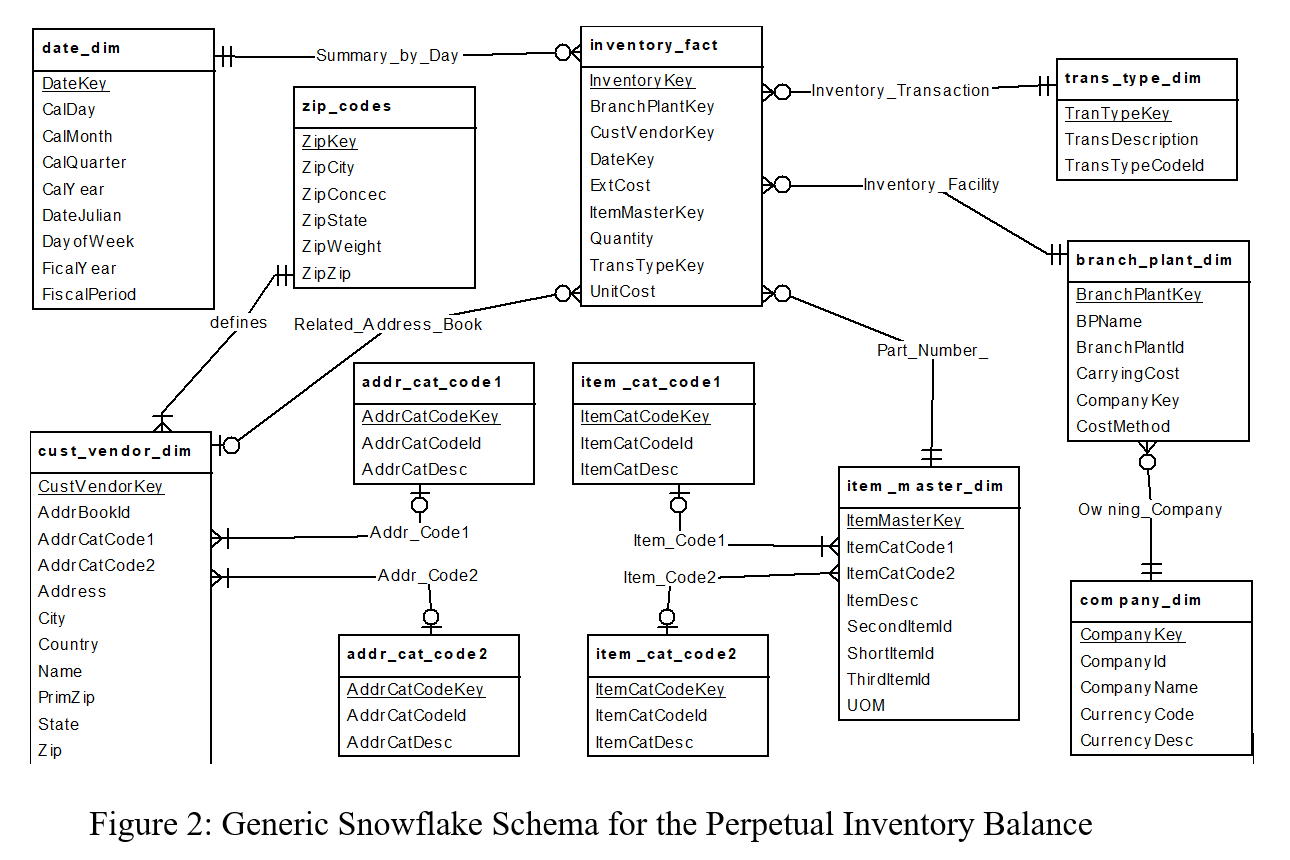 date_dim
DateKey
CalDay
CalMonth
CalQuarter
CalYear
DateJulian
DayofWeek
FicalYear
FiscalPeriod
Summary_by_Day
zip_codes
ZipKey
ZipCity
ZipConcec
ZipState
ZipWeight
ZipZip
inventory_fact
InventoryKey
BranchPlantKey
CustVendorKey
DateKey
ExtCost
ItemMasterKey
Quantity
TransTypeKey
UnitCost
Inventory_Transaction
trans_type_dim
TranTypeKey
TransDescription
TransTypeCodeId
Inventory_Facility
branch_plant_dim
BranchPlantKey
BPName
BranchPlantId
CarryingCost
CompanyKey
CostMethod
defines
Related_Address_Book
Part_Number_
cust_vendor_dim
CustVendorKey
AddrBookId
AddrCatCode1
AddrCatCode2
Address
City
Country
Name
PrimZip
State
Zip
addr_cat_code1
AddrCatCodeKey
AddrCatCodeId
AddrCatDesc
Addr_Code1
Addr_Code2
addr_cat_code2
AddrCatCodeKey
AddrCatCodeId
AddrCatDesc
item_cat_code1
ItemCatCodeKey
ItemCatCodeId
ItemCatDesc
Item_Code1
Item_Code2
item_cat_code2
ItemCatCodeKey
ItemCatCodeId
ItemCatDesc
item_master_dim
ItemMasterKey
ItemCatCode1
ItemCatCode2
ItemDesc
SecondItemId
ShortItemId
ThirdItemId
UOM
Owning_Company
company_dim
CompanyKey
CompanyId
CompanyName
CurrencyCode
CurrencyDesc
Figure 2: Generic Snowflake Schema for the Perpetual Inventory Balance